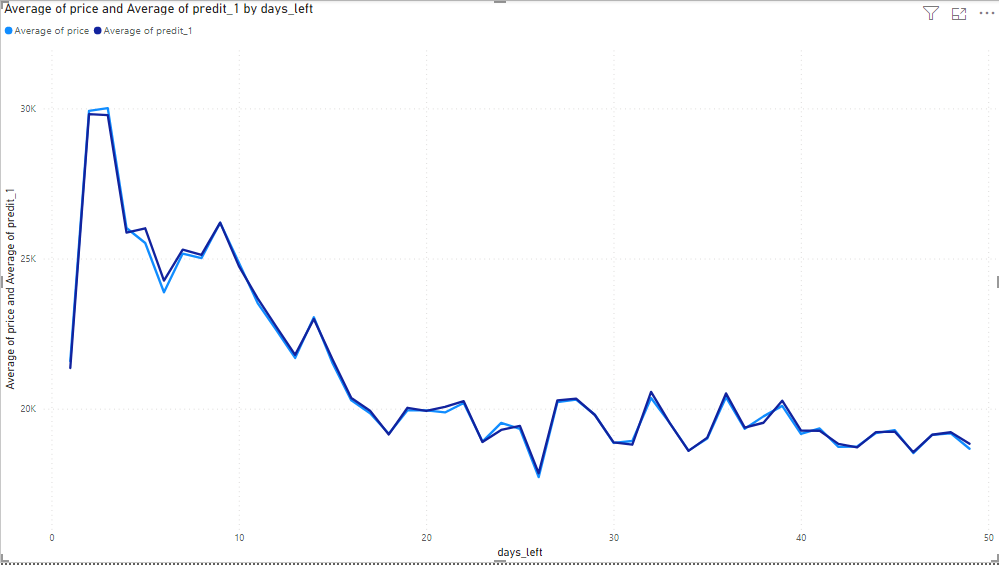 Average of price and Average of predit_1 by days_left
Average of price Average of predit_1
Average of price and Average of predit_1
30K
25K
20K
0 10 20 30 40 50
days_left